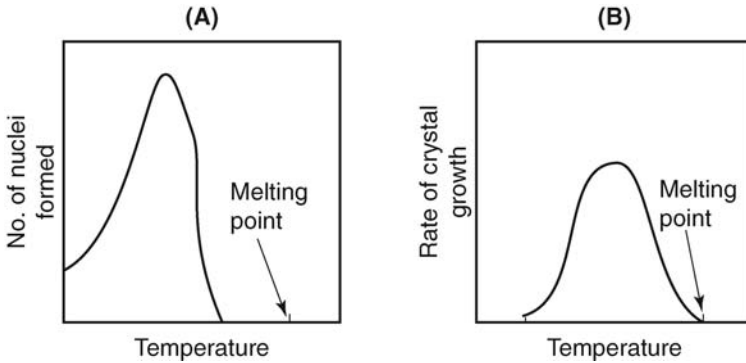 (A)
No. of nuclei
formed
Melting
point
Temperature
(B)
Rate of crystal
growth
Melting
point
Temperature